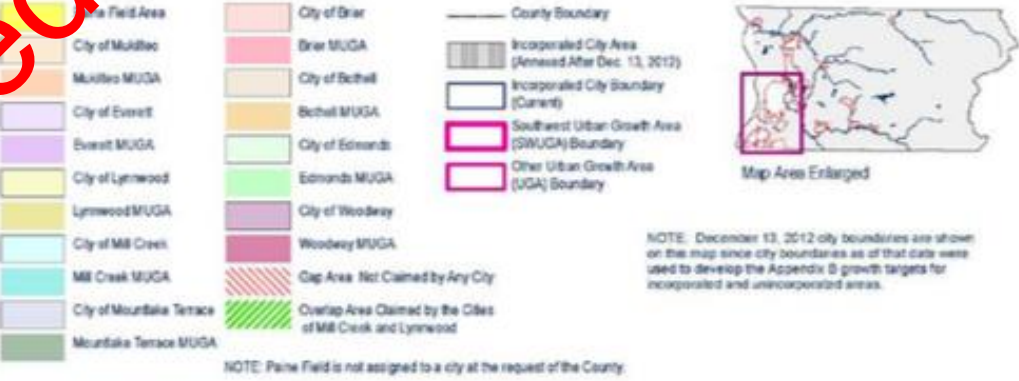 Paine Field Area
City of Mukilteo
Mukilteo MUGA
City of Everett
Everett MUGA
City of Lynnwood
Lynnwood MUGA
City of Mill Creek
Mill Creek MUGA
City of Mountlake Terrace
Mountlake Terrace MUGA
City of Brier
Brier MUGA
City of Bothell
Bothell MUGA
City of Edmonds
Edmonds MUGA
City of Woodway
Woodway MUGA
Gap Area: Not Claimed by Any City
Overlap Area Claimed by the Cities
of Mill Creek and Lynnwood
County Boundary
Incorporated City Area
(Annexed After Dec. 13, 2012)
Incorporated City Boundary
(Current)
Southwest Urban Growth Area
(SWUGA) Boundary
Other Urban Growth Area
(UGA) Boundary
Map Area Enlarged
NOTE: December 13, 2012 city boundaries are shown
on this map since city boundaries as of that date were
used to develop the Appendix B growth targets for
incorporated and unincorporated areas.
NOTE: Paine Field is not assigned to a city at the request of the County.